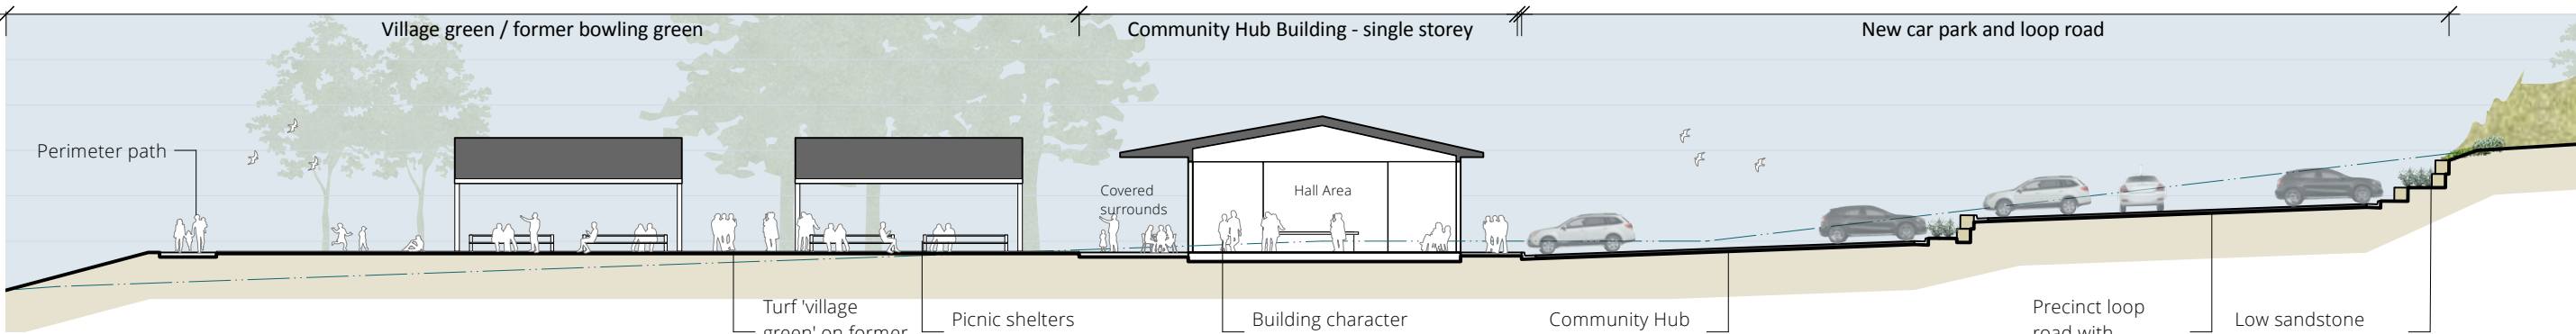 Village green / former bowling green
Community Hub Building - single storey
New car park and loop road
Perimeter path
Covered
surrounds
Hall Area
Turf 'village
green' on former
Picnic shelters
Building character
Community Hub
Precinct loop
road with
Low sandstone